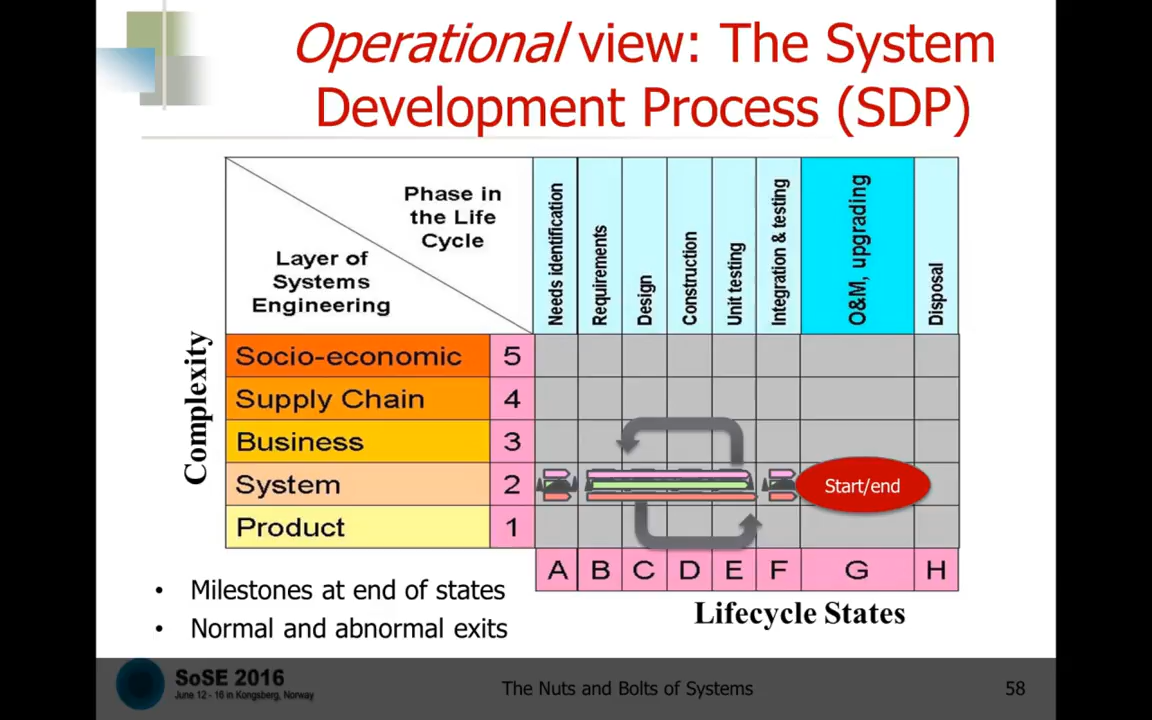 Operational view: The System
Development Process (SDP)
Phase in
the Life
Cycle
Layer of
Systems
Engineering
Needs identification
Requirements
Design
Construction
Unit testing
Integration & testing
O&M, upgrading
Disposal
Complexity
Socio-economic 5
Supply Chain 4
Business 3
System 2
Start/end
Product 1
A B C D E F G H
Lifecycle States
• Milestones at end of states
• Normal and abnormal exits
SoSE 2016
June 12 - 16 in Kongsberg, Norway
The Nuts and Bolts of Systems
58